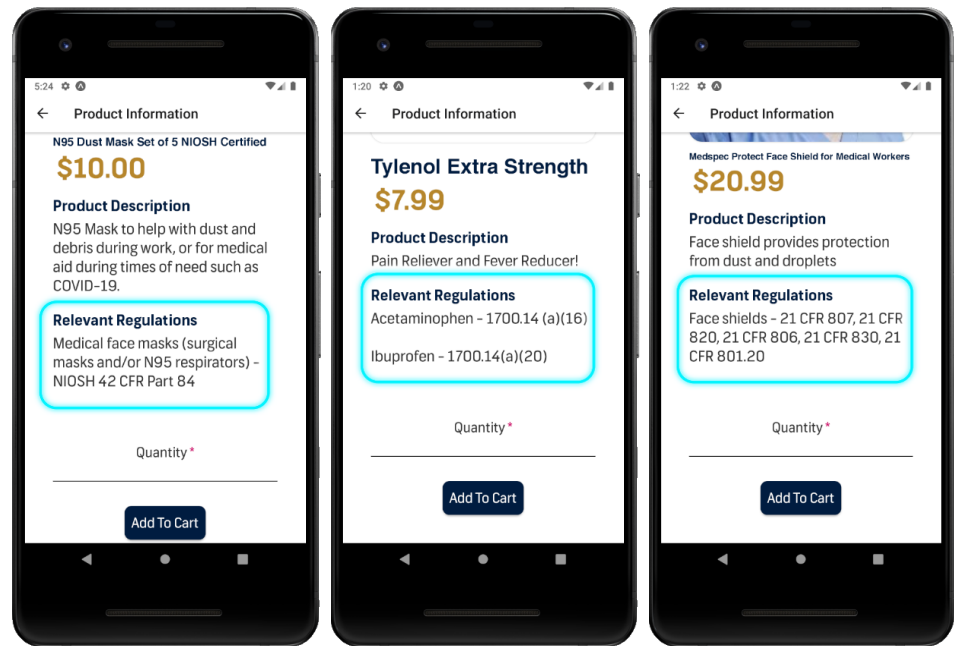 5:24
Product Information
N95 Dust Mask Set of 5 NIOSH Certified
$10.00
Product Description
N95 Mask to help with dust and
debris during work, or for medical
aid during times of need such as
COVID-19.
Relevant Regulations
Medical face masks (surgical
masks and/or N95 respirators) -
NIOSH 42 CFR Part 84
Quantity *
Add To Cart
1:20
Product Information
Tylenol Extra Strength
$7.99
Product Description
Pain Reliever and Fever Reducer!
Relevant Regulations
Acetaminophen - 1700.14 (a)(16)
Ibuprofen - 1700.14(a)(20)
Quantity *
Add To Cart
1:22
Product Information
Medspec Protect Face Shield for Medical Workers
$20.99
Product Description
Face shield provides protection
from dust and droplets
Relevant Regulations
Face shields - 21 CFR 807, 21 CFR
820, 21 CFR 806, 21 CFR 830, 21
CFR 801.20
Quantity *
Add To Cart